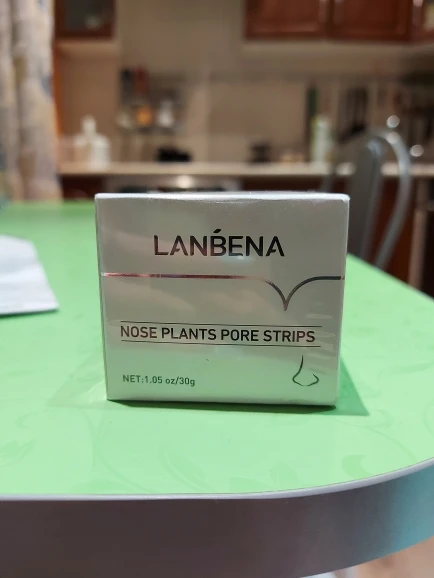 LANBENA
NOSE PLANTS PORE STRIPS
NET:1.05 oz/30g